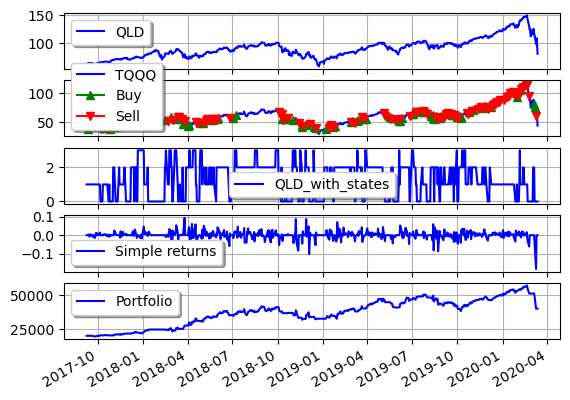 150
QLD
100
TQQQ
100
Buy
50
Sell
2
QLD_with_states
0
0.1
0.0
Simple returns
−0.1
Portfolio
50000
25000
2017-10 2018-01 2018-04 2018-07 2018-10 2019-01 2019-04 2019-07 2019-10 2020-01 2020-04